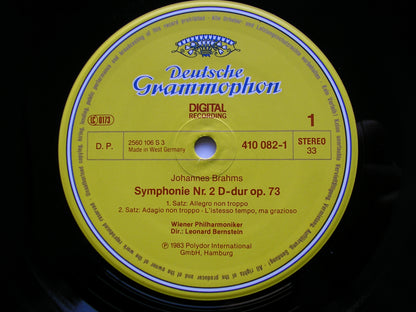 Deutsche
Grammophon
DIGITAL
RECORDING
LC 0173
1
D. P.
2560 106 S 3
Made in West Germany
410 082-1
STEREO
33
Johannes Brahms
Symphonie Nr. 2 D-dur op. 73
1. Satz: Allegro non troppo
2. Satz: Adagio non troppo - L'istesso tempo, ma grazioso
Wiener Philharmoniker
Dir.: Leonard Bernstein
℗ 1983 Polydor International
GmbH, Hamburg